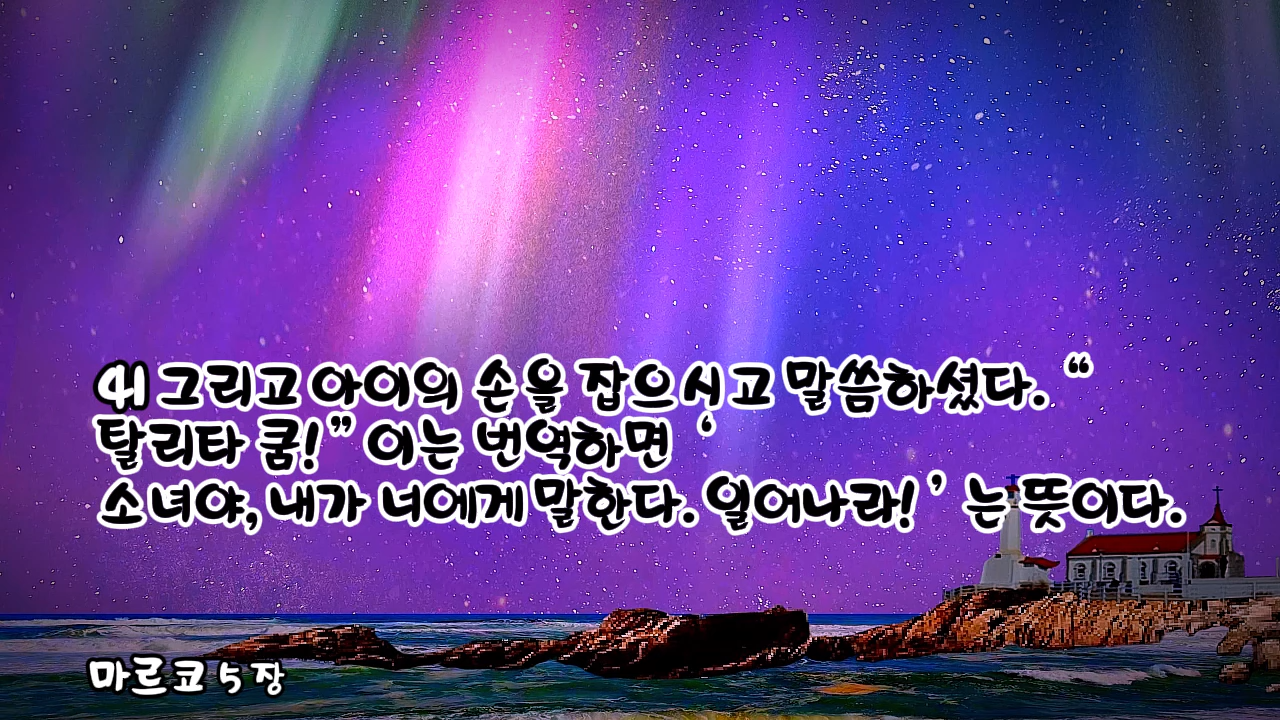 41 그리고 아이의 손을 잡으시고 말씀하셨다. “
탈리타 쿰!” 이는 번역하면 ‘
소녀야, 내가 너에게 말한다. 일어나라!’ 는 뜻이다.
마르코 5 장